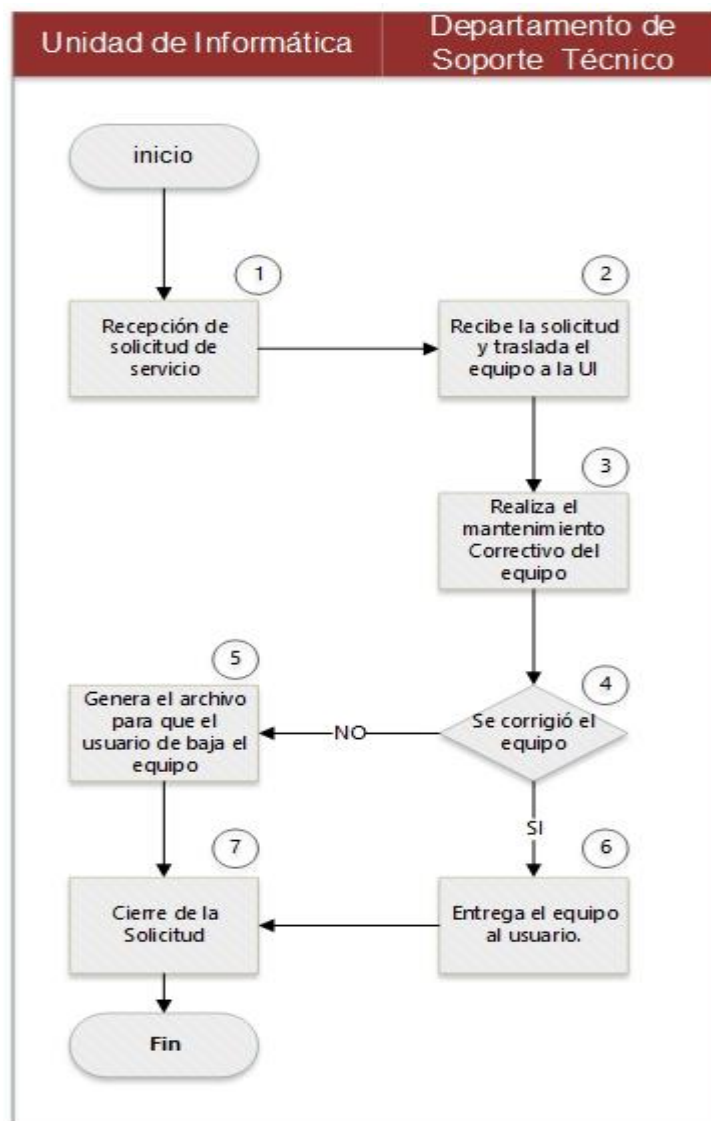 Unidad de Informática
Departamento de
Soporte Técnico
inicio
1
Recepción de
solicitud de
servicio
2
Recibe la solicitud
y traslada el
equipo a la UI
3
Realiza el
mantenimiento
Correctivo del
equipo
4
Se corrigió el
equipo
NO
5
Genera el archivo
para que el
usuario de baja el
equipo
SI
6
Entrega el equipo
al usuario.
7
Cierre de la
Solicitud
Fin